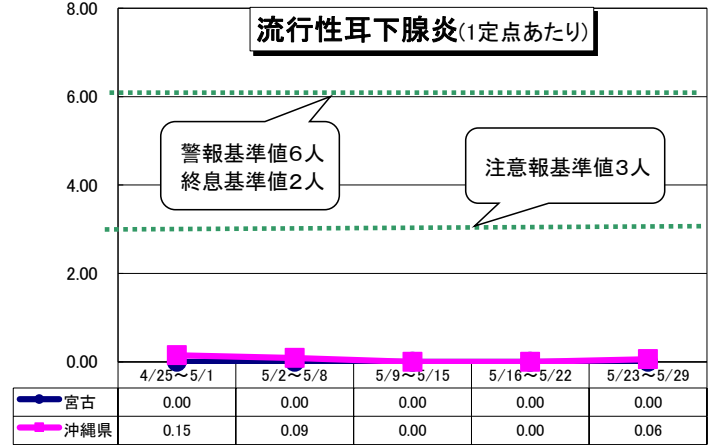 流行性耳下腺炎(1定点あたり)
8.00
6.00
4.00
2.00
0.00
警報基準値6人
終息基準値2人
注意報基準値3人
4/25～5/1 5/2～5/8 5/9～5/15 5/16～5/22 5/23～5/29
宮古 0.00 0.00 0.00 0.00 0.00
沖縄県 0.15 0.09 0.00 0.00 0.06